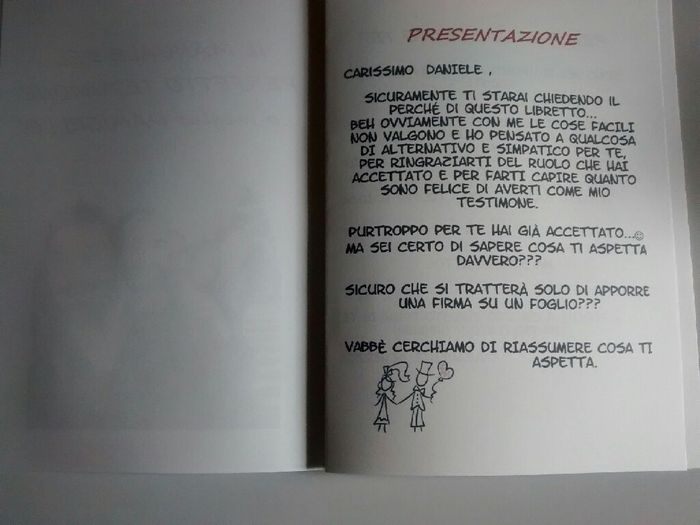 PRESENTAZIONE
CARISSIMO DANIELE,
SICURAMENTE TI STARAI CHIEDENDO IL
PERCHÉ DI QUESTO LIBRETTO...
BEH OVVIAMENTE CON ME LE COSE FACILI
NON VALGONO E HO PENSATO A QUALCOSA
DI ALTERNATIVO E SIMPATICO PER TE,
PER RINGRAZIARTI DEL RUOLO CHE HAI
ACCETTATO E PER FARTI CAPIRE QUANTO
SONO FELICE DI AVERTI COME MIO
TESTIMONE.
PURTROPPO PER TE HAI GIÀ ACCETTATO...☺
MA SEI CERTO DI SAPERE COSA TI ASPETTA
DAVVERO???
SICURO CHE SI TRATTERÀ SOLO DI APPORRE
UNA FIRMA SU UN FOGLIO???
VABBÈ CERCHIAMO DI RIASSUMERE COSA TI
ASPETTA.